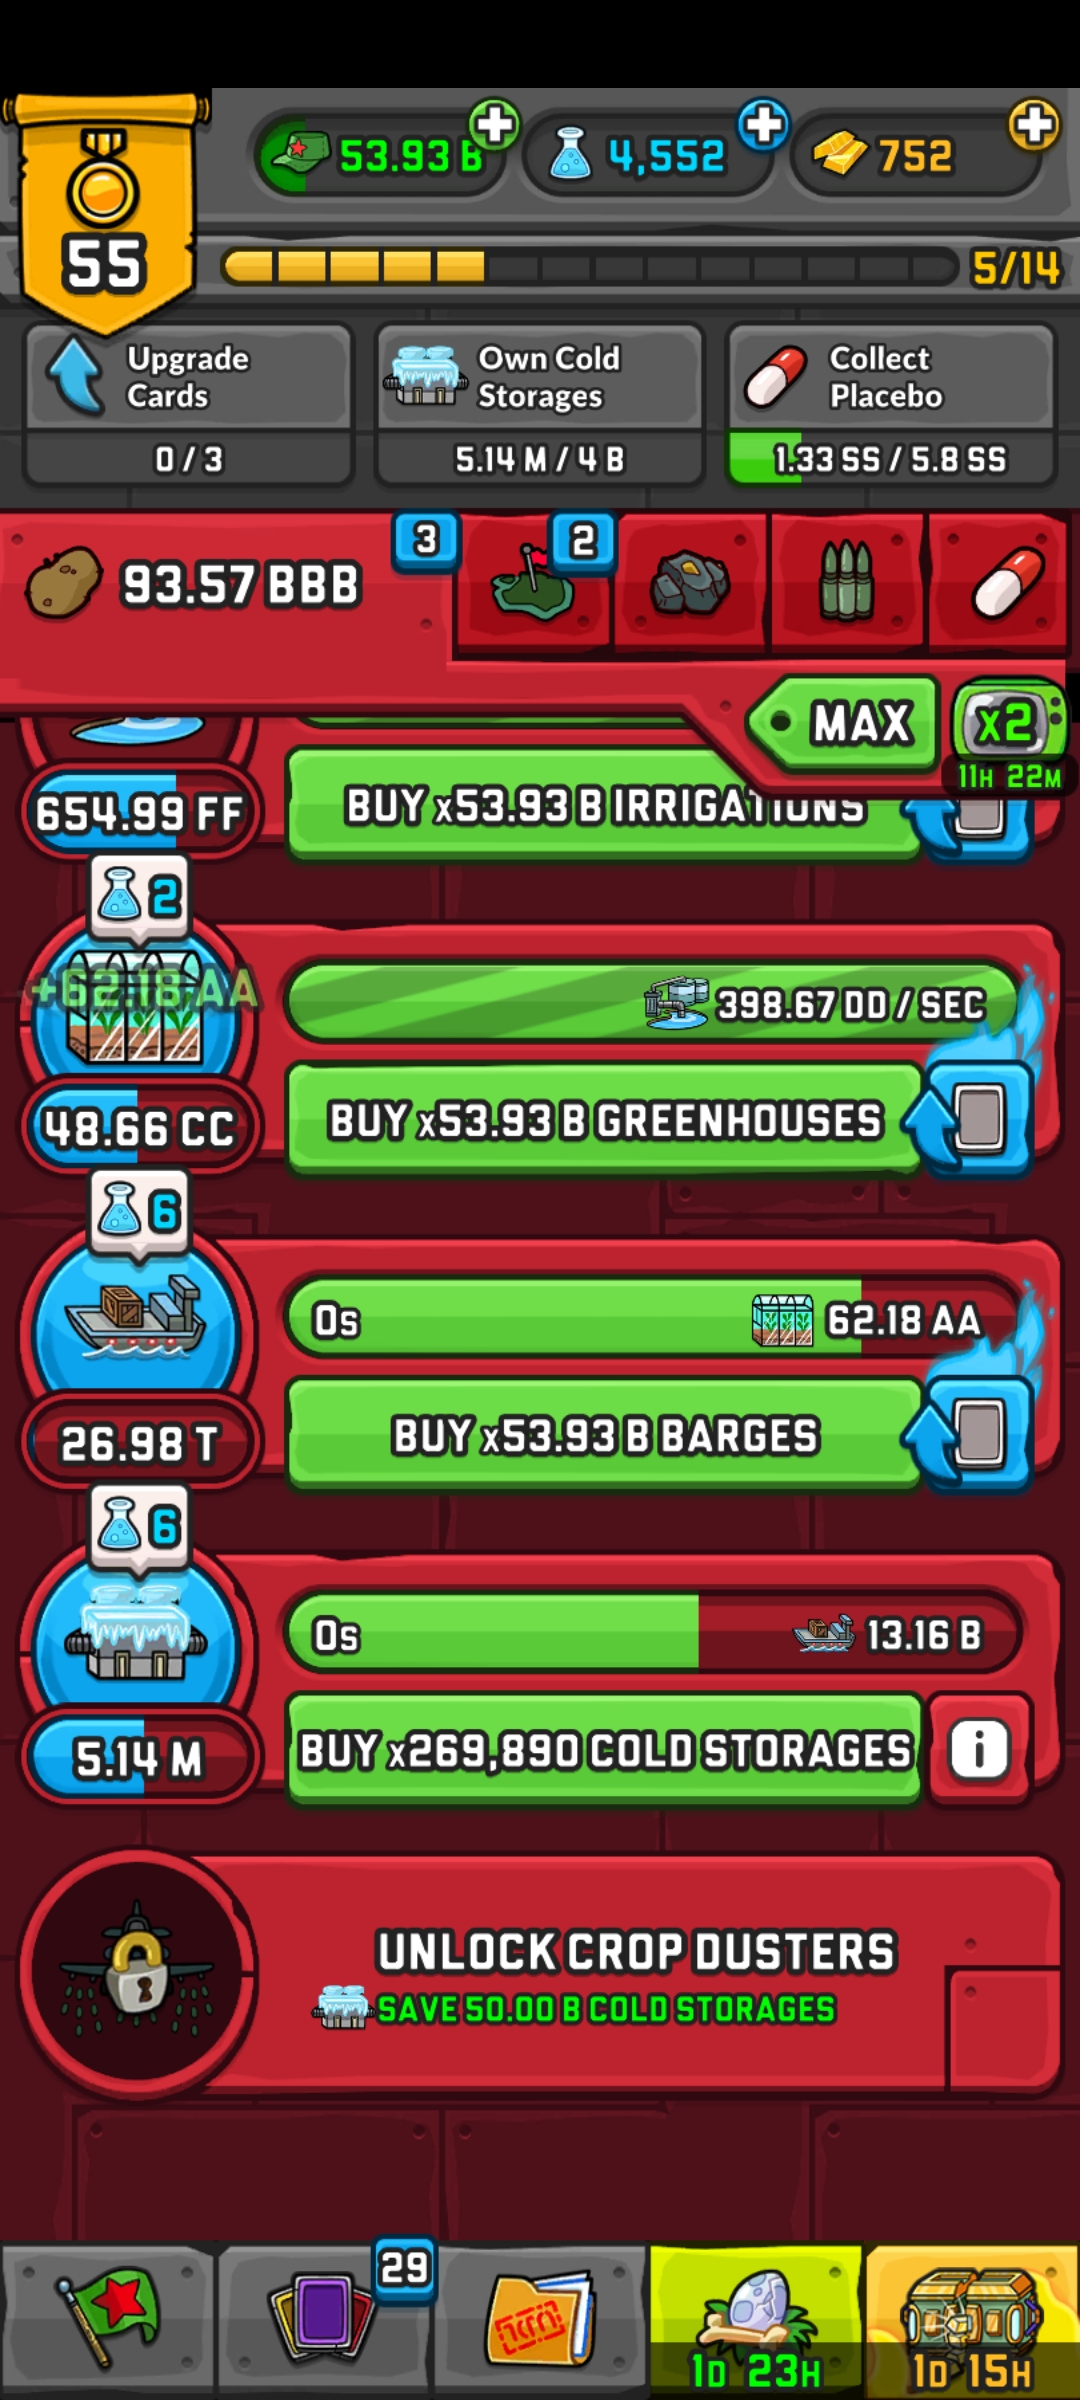 53.93 B
4,552
752
55
5/14
Upgrade
Cards
0 / 3
Own Cold
Storages
5.14 M / 4 B
Collect
Placebo
1.33 SS / 5.8 SS
93.57 BBB
3
2
MAX
x2
11H 22M
654.99 FF
BUY x53.93 B IRRIGATIONS
2
+62.18 AA
398.67 DD / SEC
48.66 CC
BUY x53.93 B GREENHOUSES
6
0s
62.18 AA
26.98 T
BUY x53.93 B BARGES
6
0s
13.16 B
5.14 M
BUY x269,890 COLD STORAGES
i
UNLOCK CROP DUSTERS
SAVE 50.00 B COLD STORAGES
29
1D 23H
1D 15H